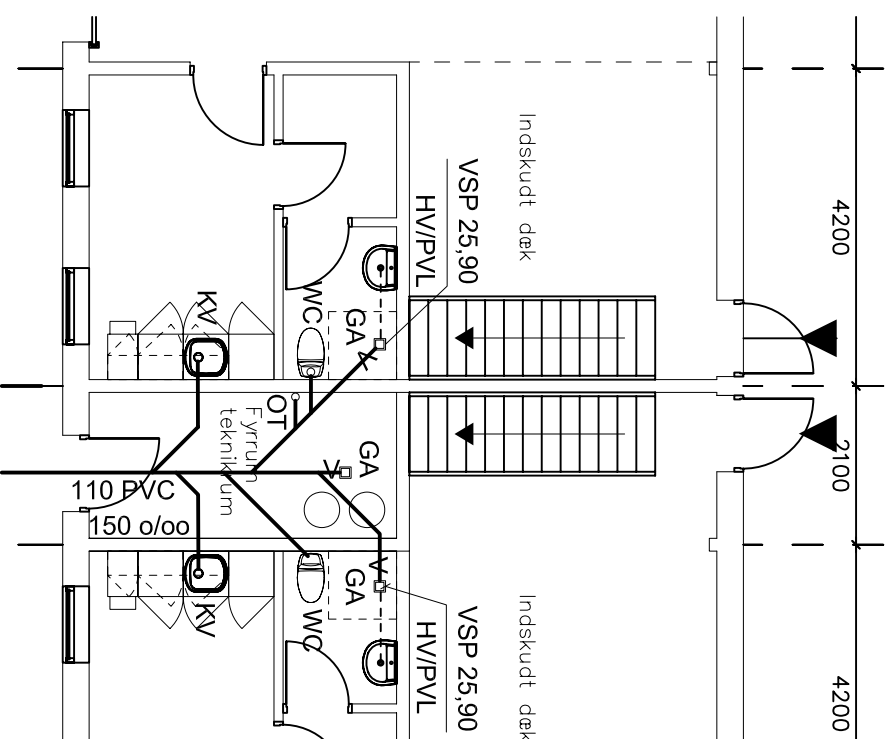 Indskudt dæk
VSP 25,90
HV/PVL
4200
KV
WC
GA
OT
Fyrrum
teknikrum
GA
2100
110 PVC
150 o/oo
GA
KV
WC
VSP 25,90
HV/PVL
Indskudt dæk
4200